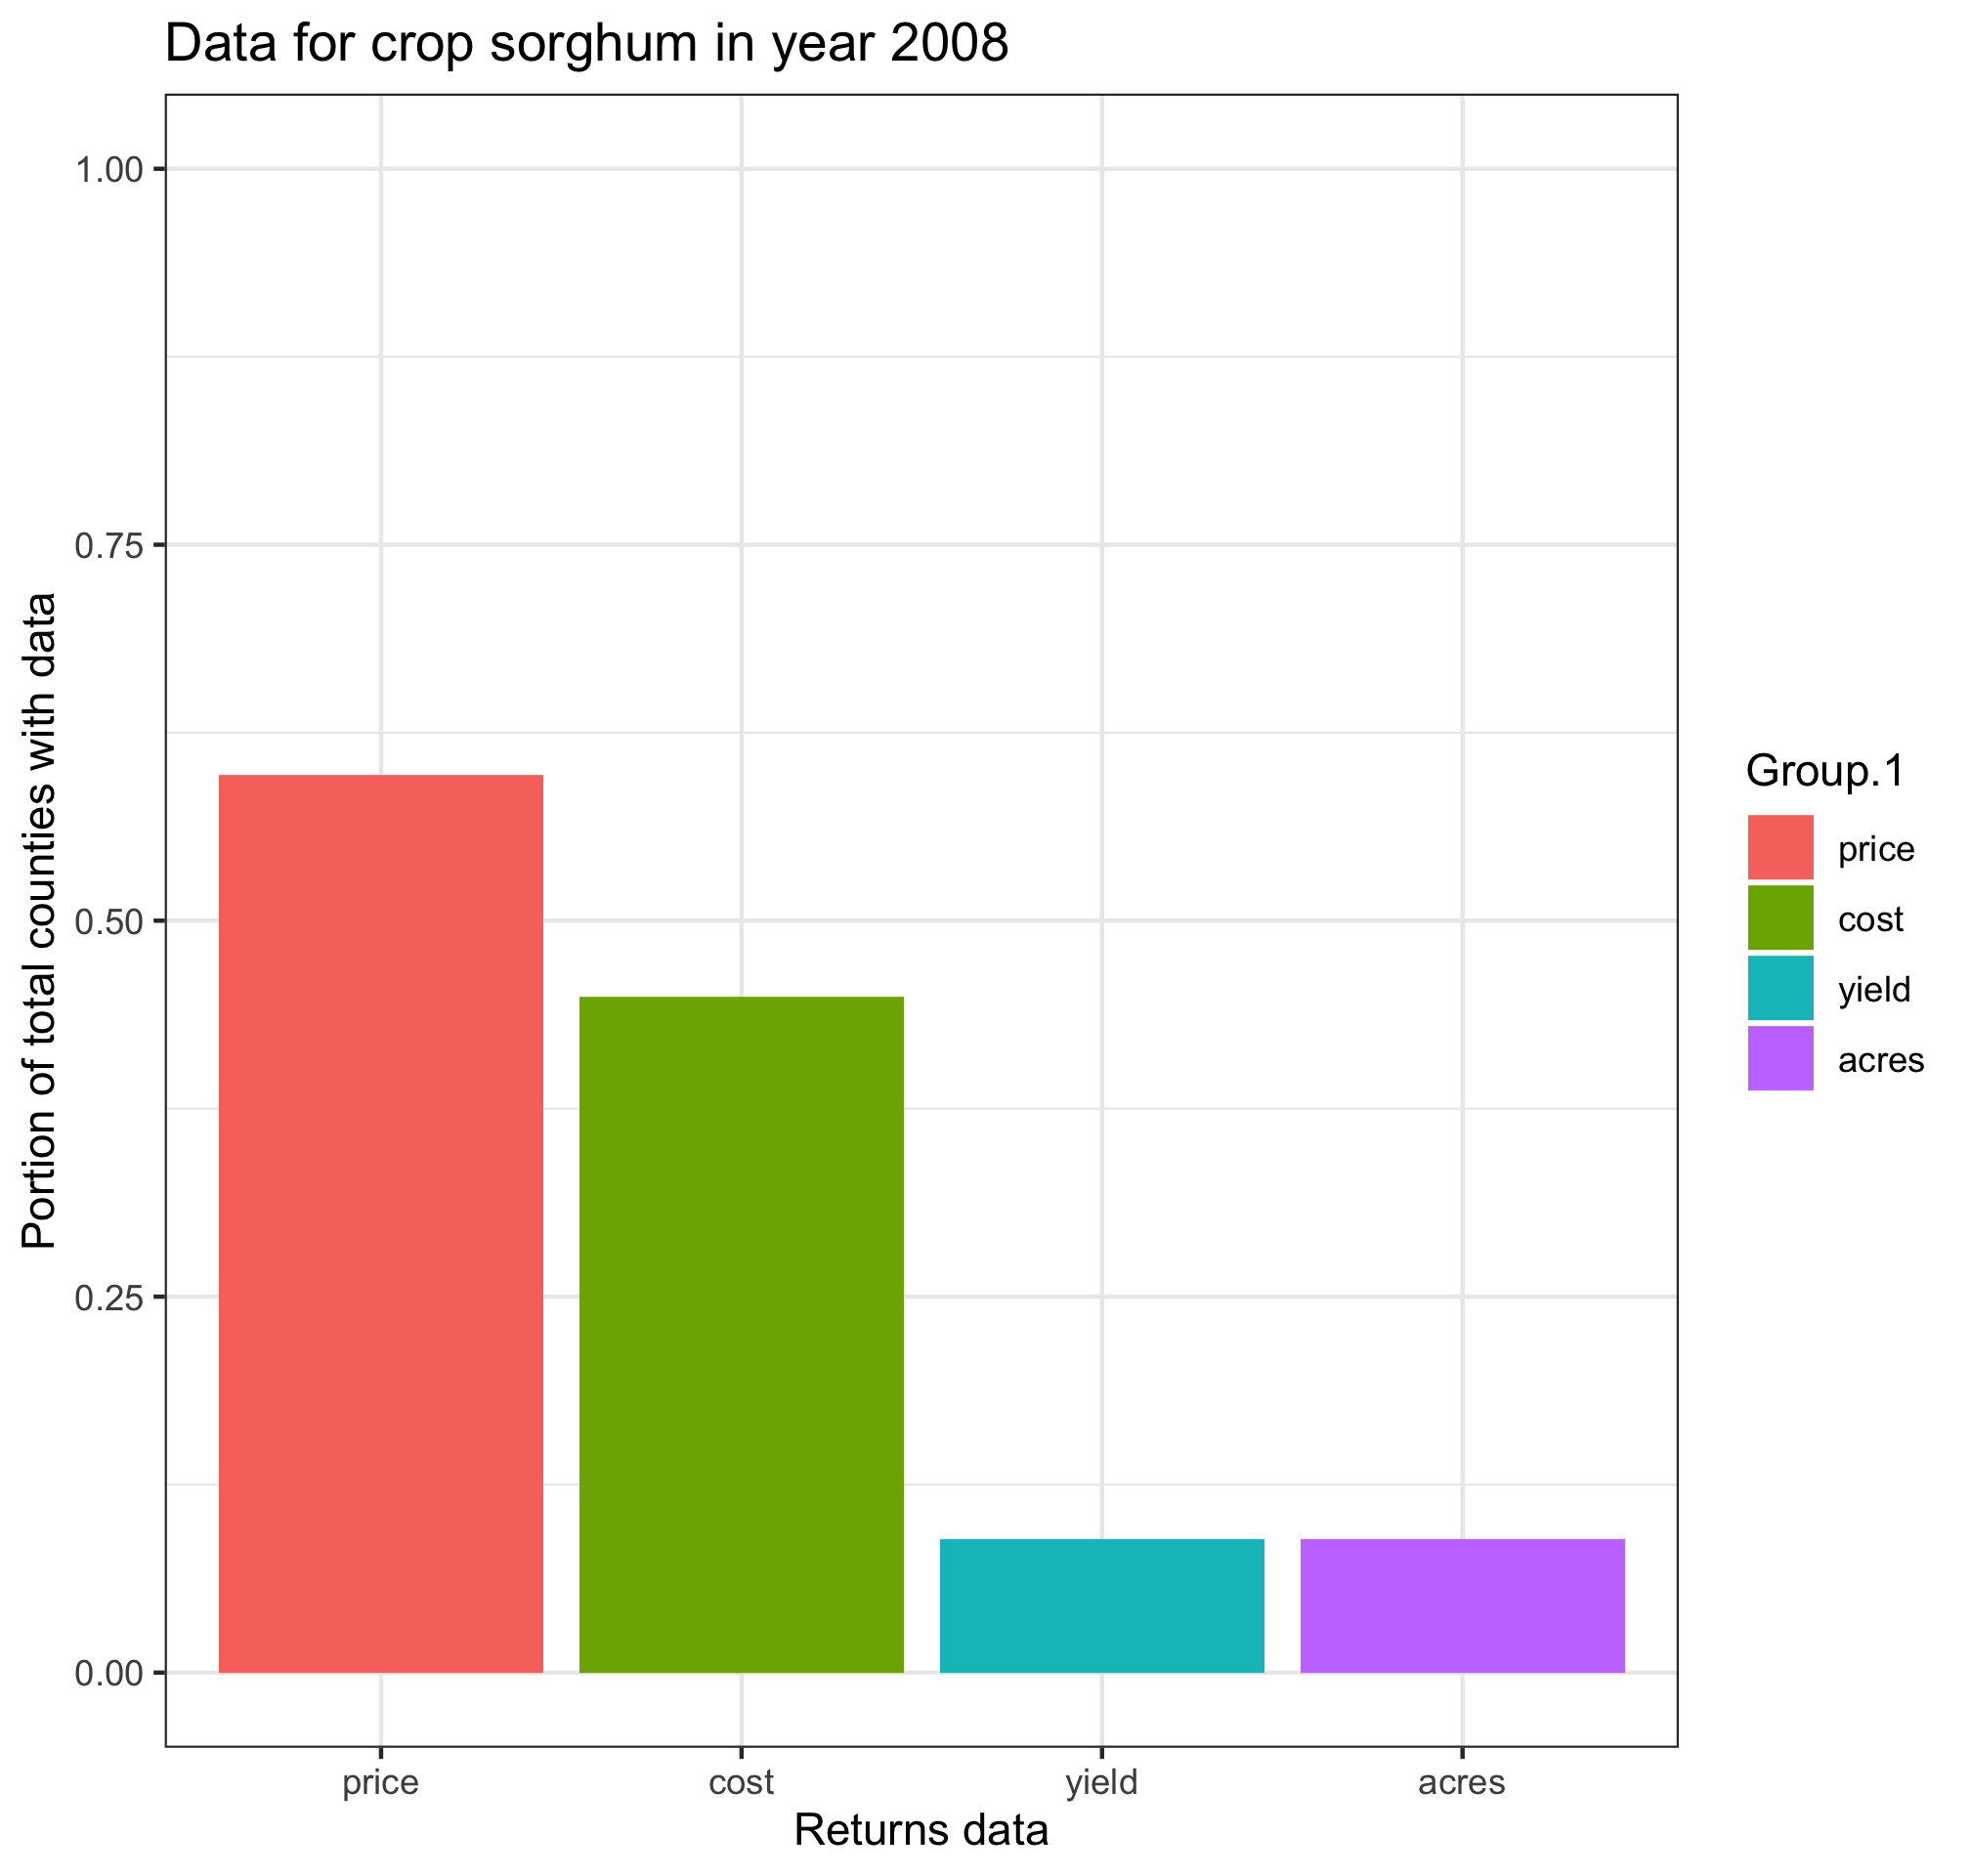 Data for crop sorghum in year 2008
Portion of total counties with data
1.00
0.75
0.50
0.25
0.00
price
cost
yield
acres
Returns data
Group.1
price
cost
yield
acres